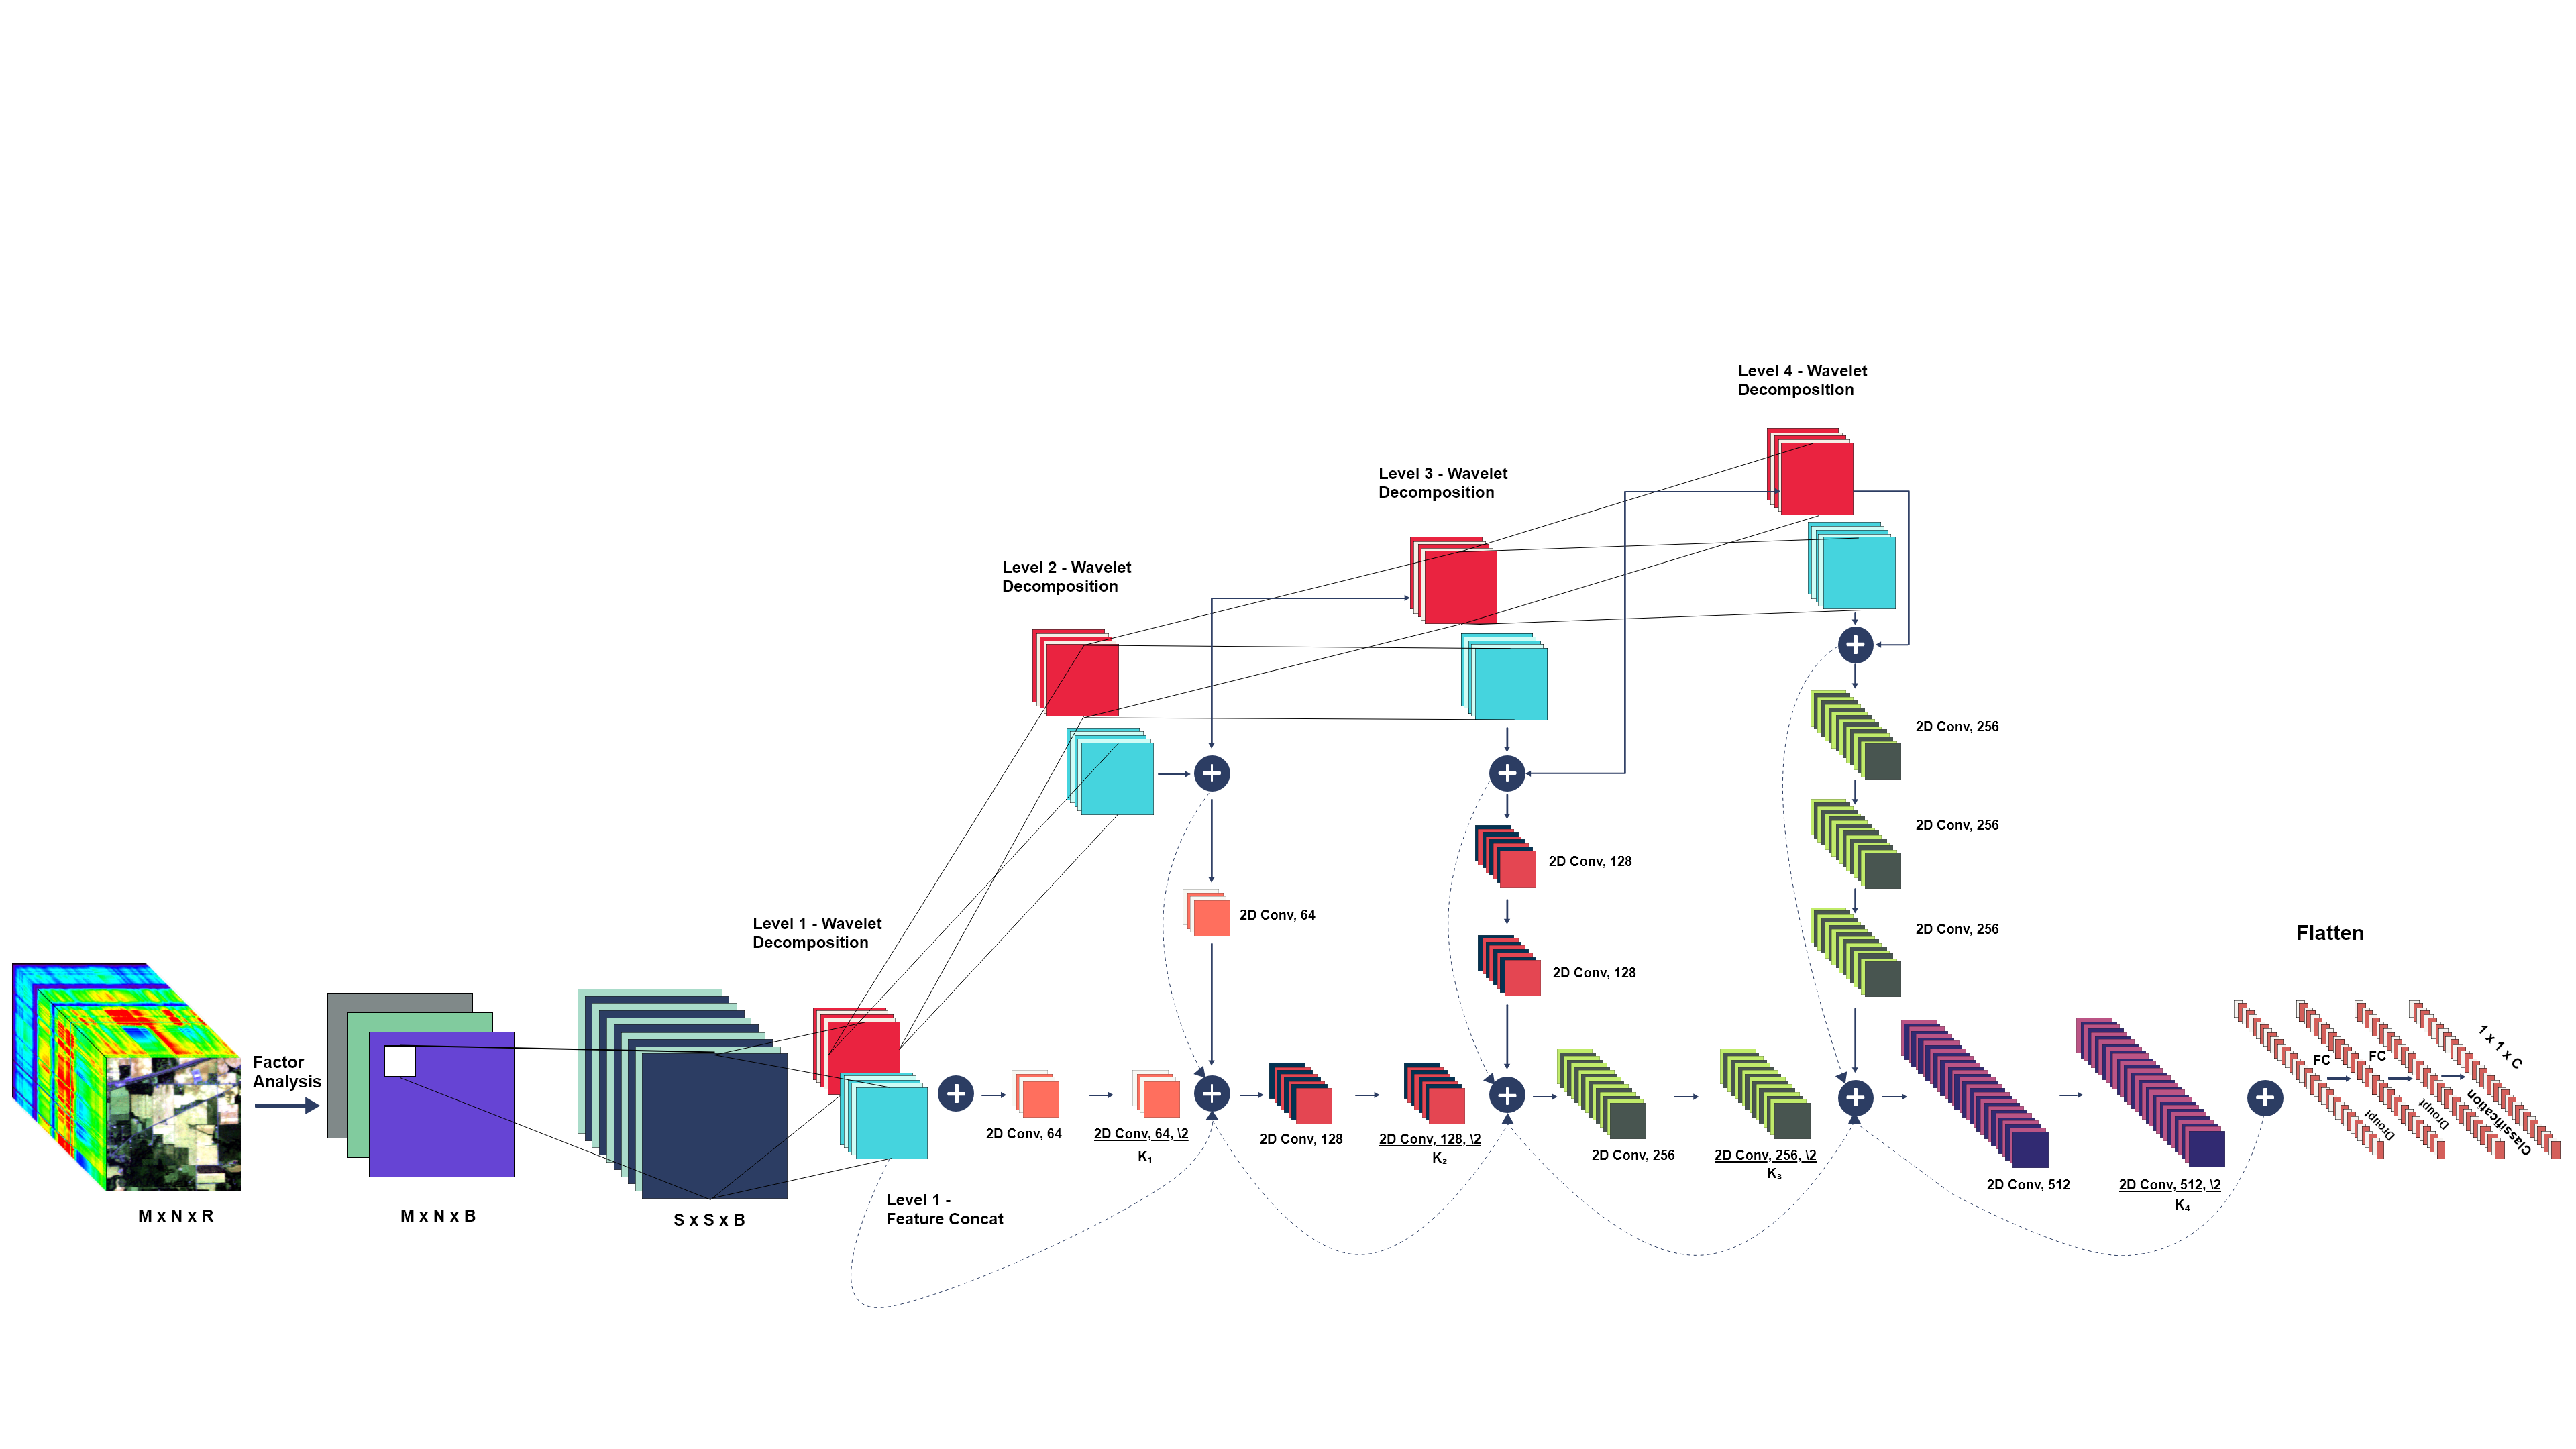 Level 4 - Wavelet
Decomposition
Level 3 - Wavelet
Decomposition
Level 2 - Wavelet
Decomposition
Level 1 - Wavelet
Decomposition
2D Conv, 256
2D Conv, 256
2D Conv, 256
2D Conv, 128
2D Conv, 128
2D Conv, 64
Flatten
Factor
Analysis
M x N x R
M x N x B
S x S x B
Level 1 -
Feature Concat
2D Conv, 64
2D Conv, 64, \2
K₁
2D Conv, 128
2D Conv, 128, \2
K₂
2D Conv, 256
2D Conv, 256, \2
K₃
2D Conv, 512
2D Conv, 512, \2
K₄
FC
FC
Droupt
Droupt
Classification
1 x 1 x C